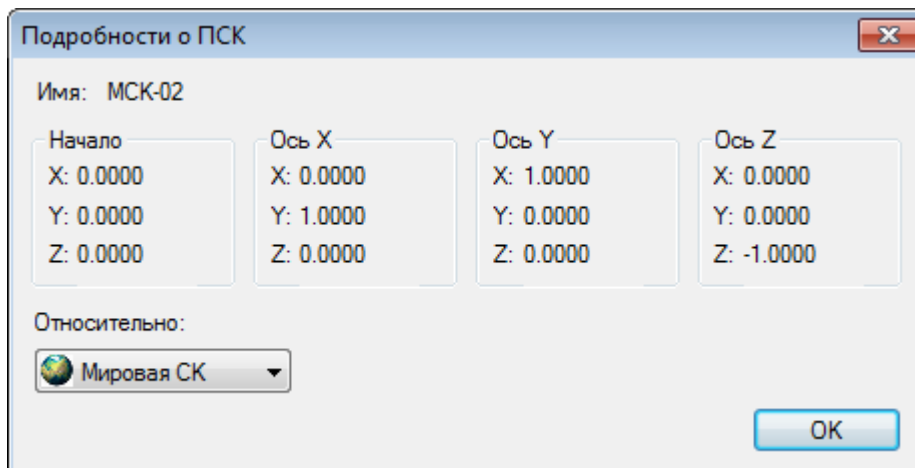 Подробности о ПСК
Имя: МСК-02
Начало Ось X Ось Y Ось Z
X: 0.0000 X: 0.0000 X: 1.0000 X: 0.0000
Y: 0.0000 Y: 1.0000 Y: 0.0000 Y: 0.0000
Z: 0.0000 Z: 0.0000 Z: 0.0000 Z: -1.0000
Относительно:
Мировая СК
OK